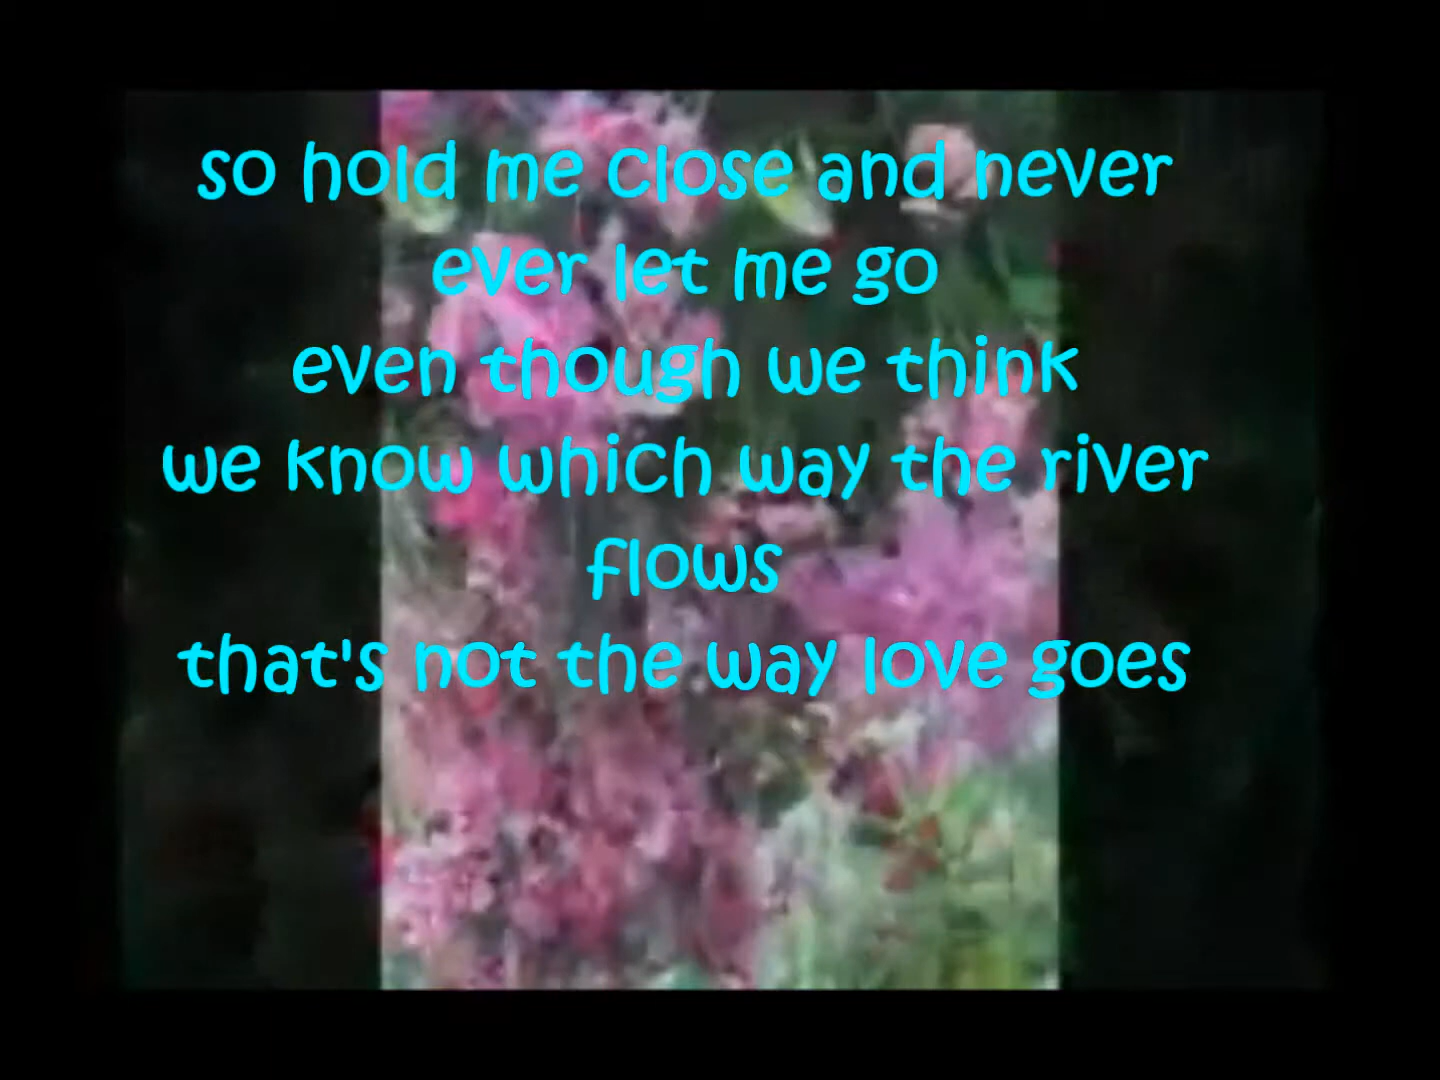 so hold me close and never
ever let me go
even though we think
we know which way the river
flows
that's not the way love goes